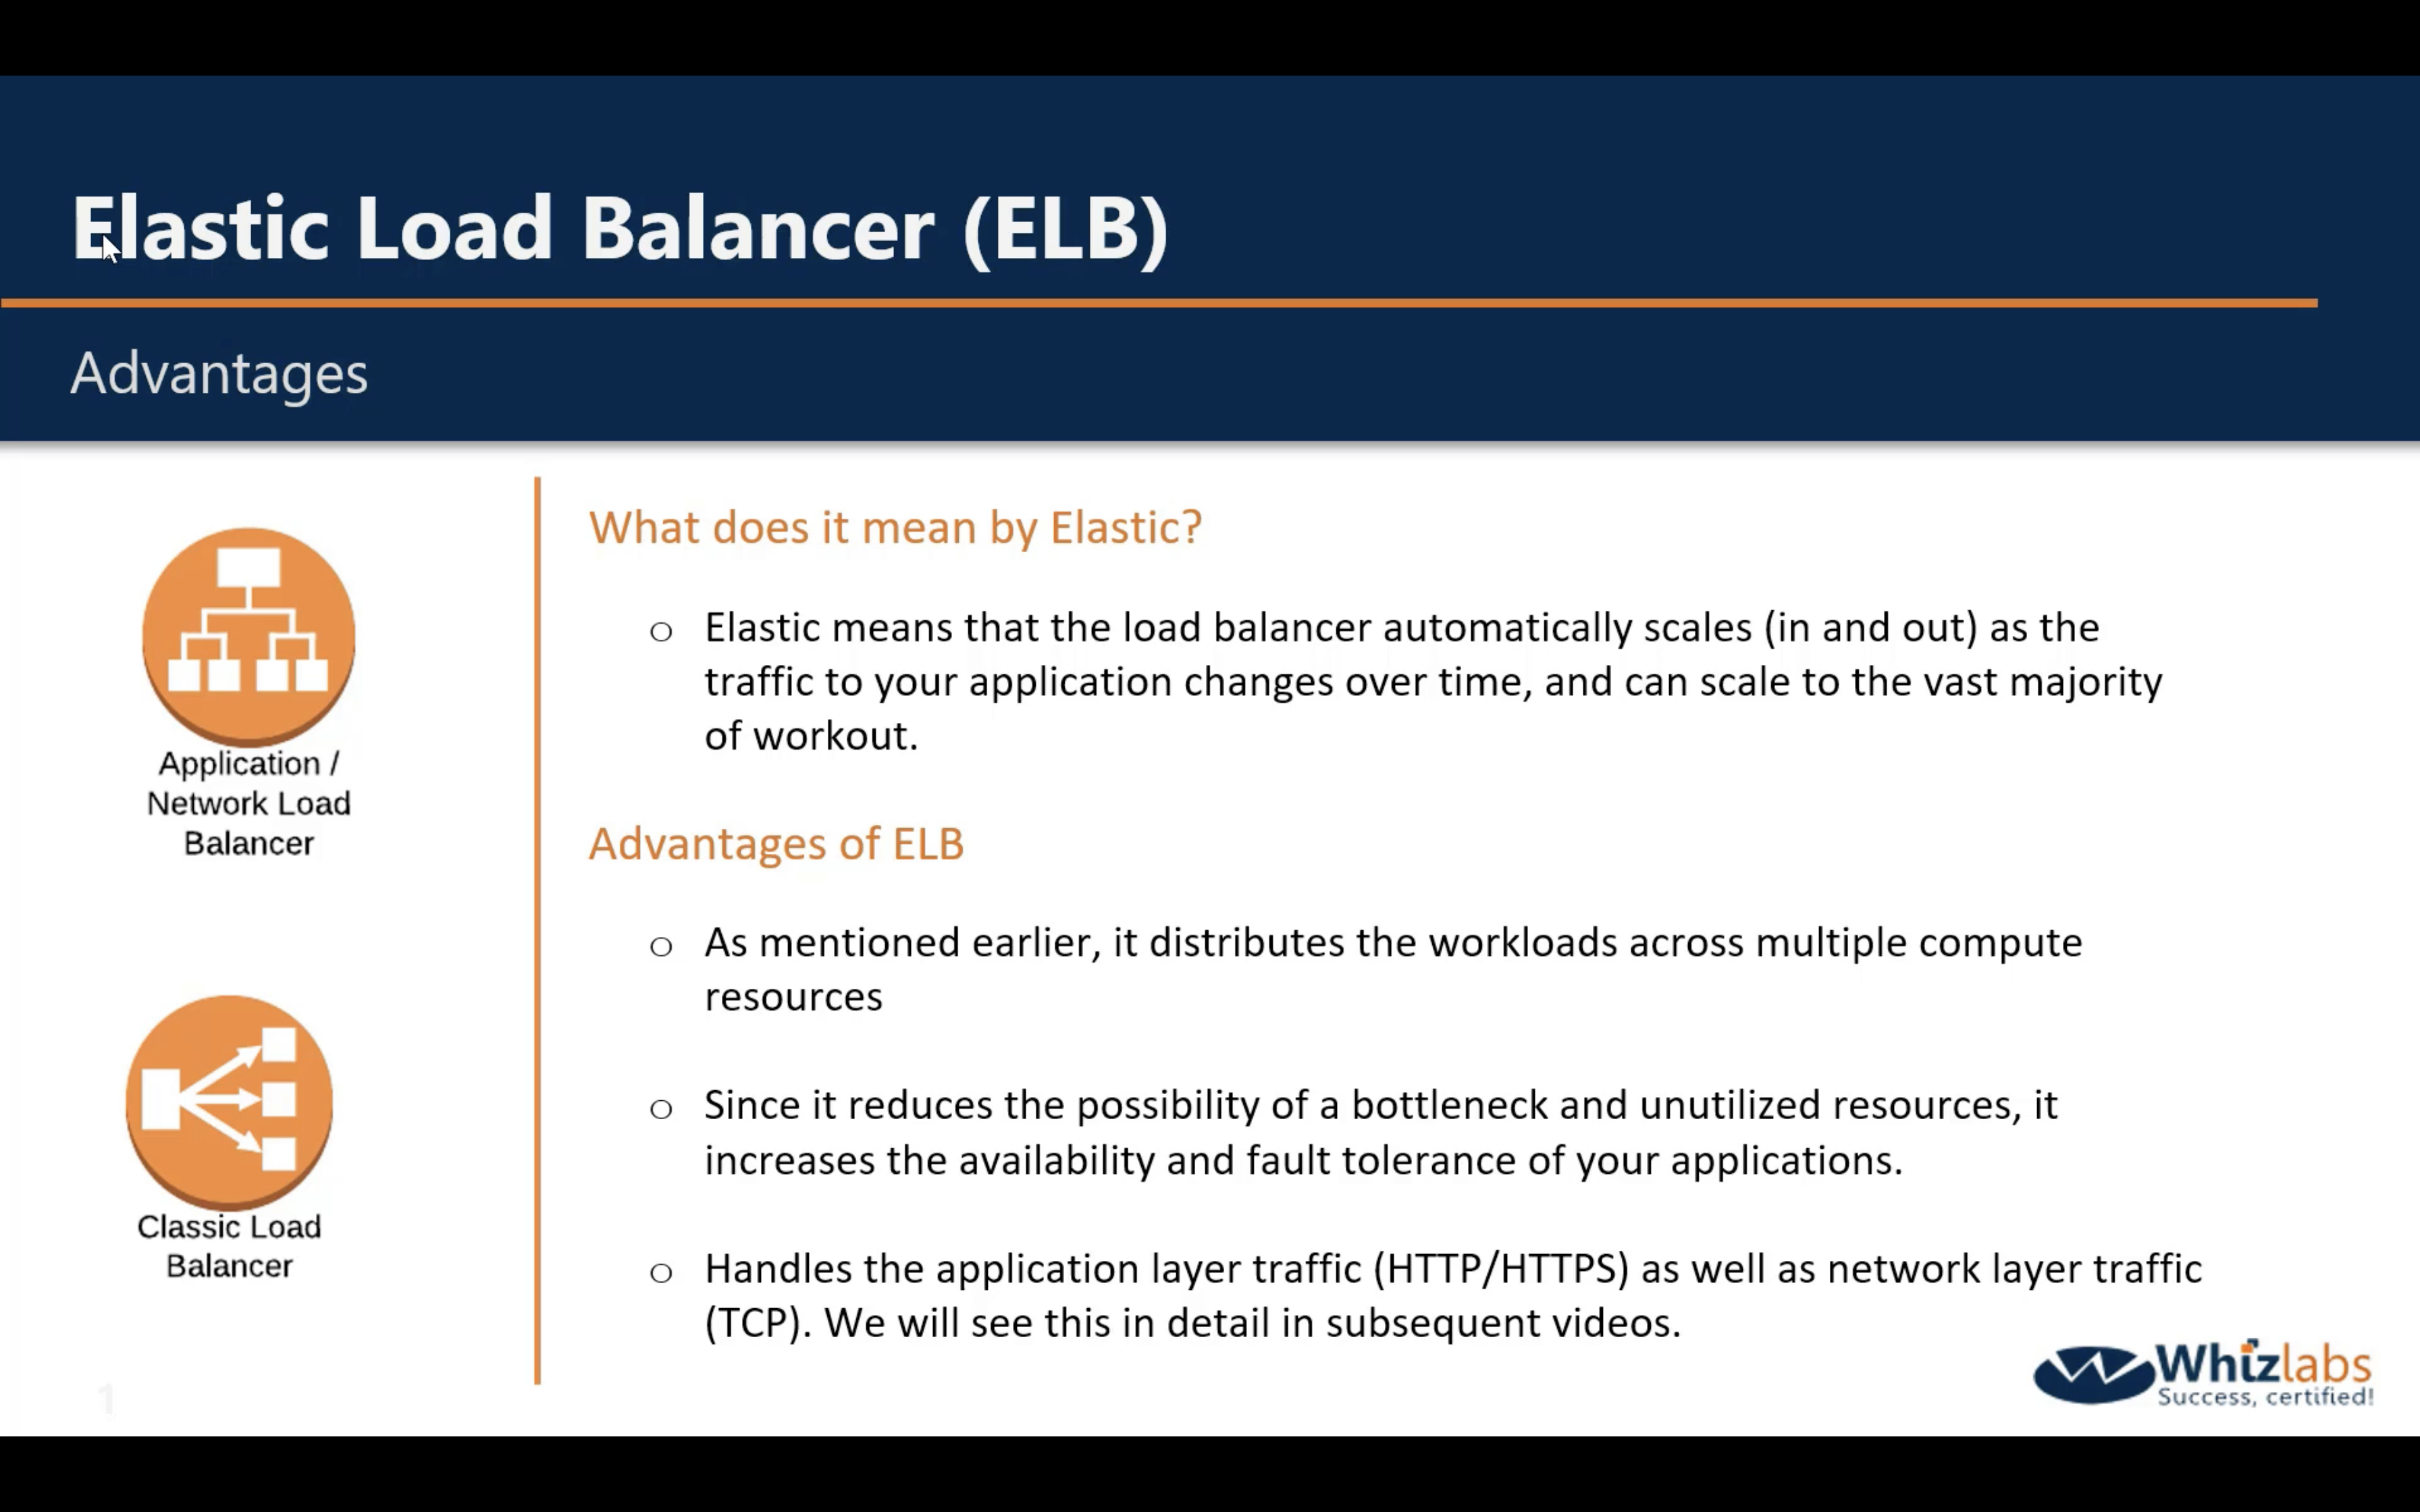 Elastic Load Balancer (ELB)
Advantages
Application /
Network Load
Balancer
Classic Load
Balancer
What does it mean by Elastic?
o Elastic means that the load balancer automatically scales (in and out) as the
traffic to your application changes over time, and can scale to the vast majority
of workout.
Advantages of ELB
o As mentioned earlier, it distributes the workloads across multiple compute
resources
o Since it reduces the possibility of a bottleneck and unutilized resources, it
increases the availability and fault tolerance of your applications.
o Handles the application layer traffic (HTTP/HTTPS) as well as network layer traffic
(TCP). We will see this in detail in subsequent videos.
1
Whizlabs
Success, certified!